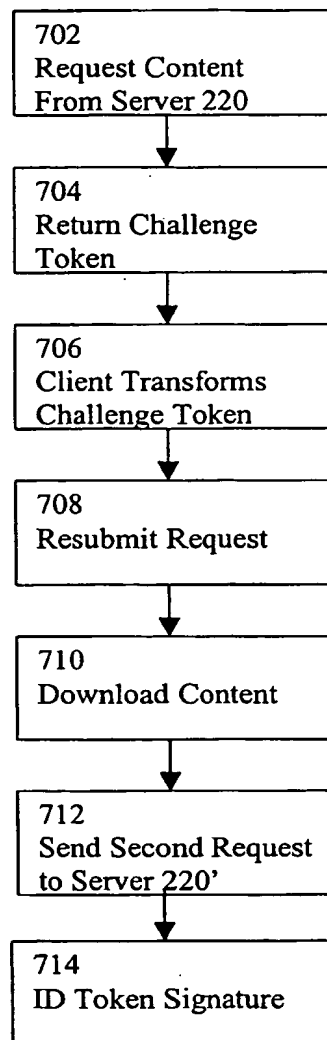 702
Request Content
From Server 220
704
Return Challenge
Token
706
Client Transforms
Challenge Token
708
Resubmit Request
710
Download Content
712
Send Second Request
to Server 220'
714
ID Token Signature